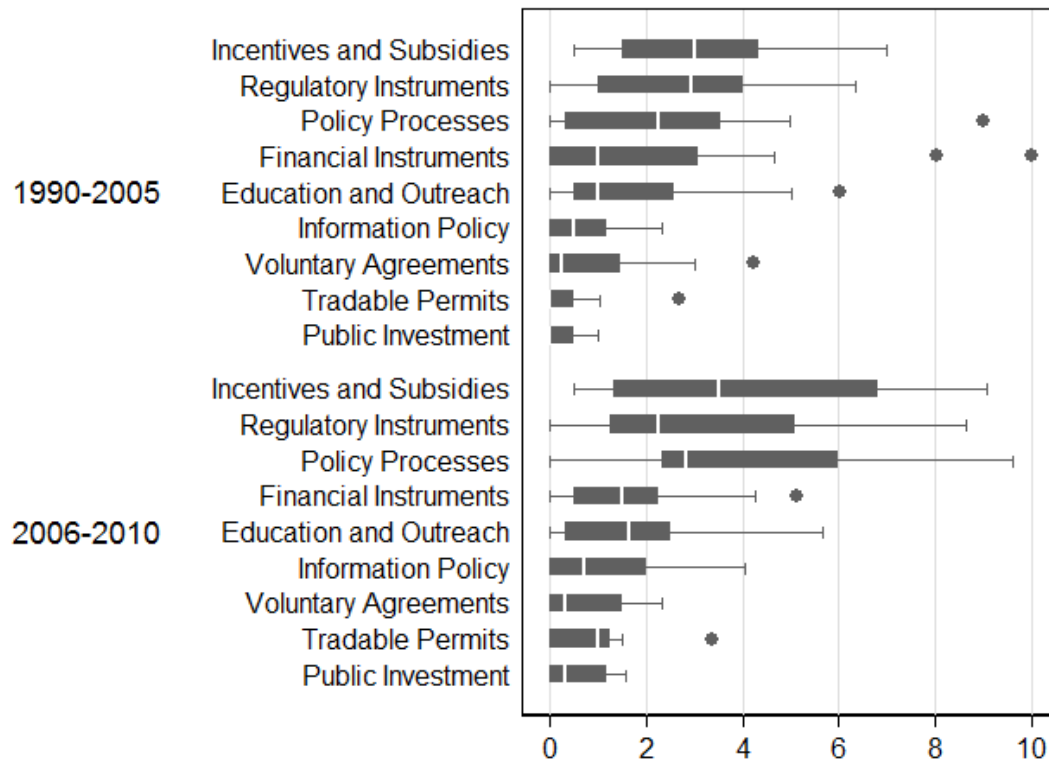 Incentives and Subsidies
Regulatory Instruments
Policy Processes
Financial Instruments
1990-2005
Education and Outreach
Information Policy
Voluntary Agreements
Tradable Permits
Public Investment
Incentives and Subsidies
Regulatory Instruments
Policy Processes
Financial Instruments
2006-2010
Education and Outreach
Information Policy
Voluntary Agreements
Tradable Permits
Public Investment
0 2 4 6 8 10